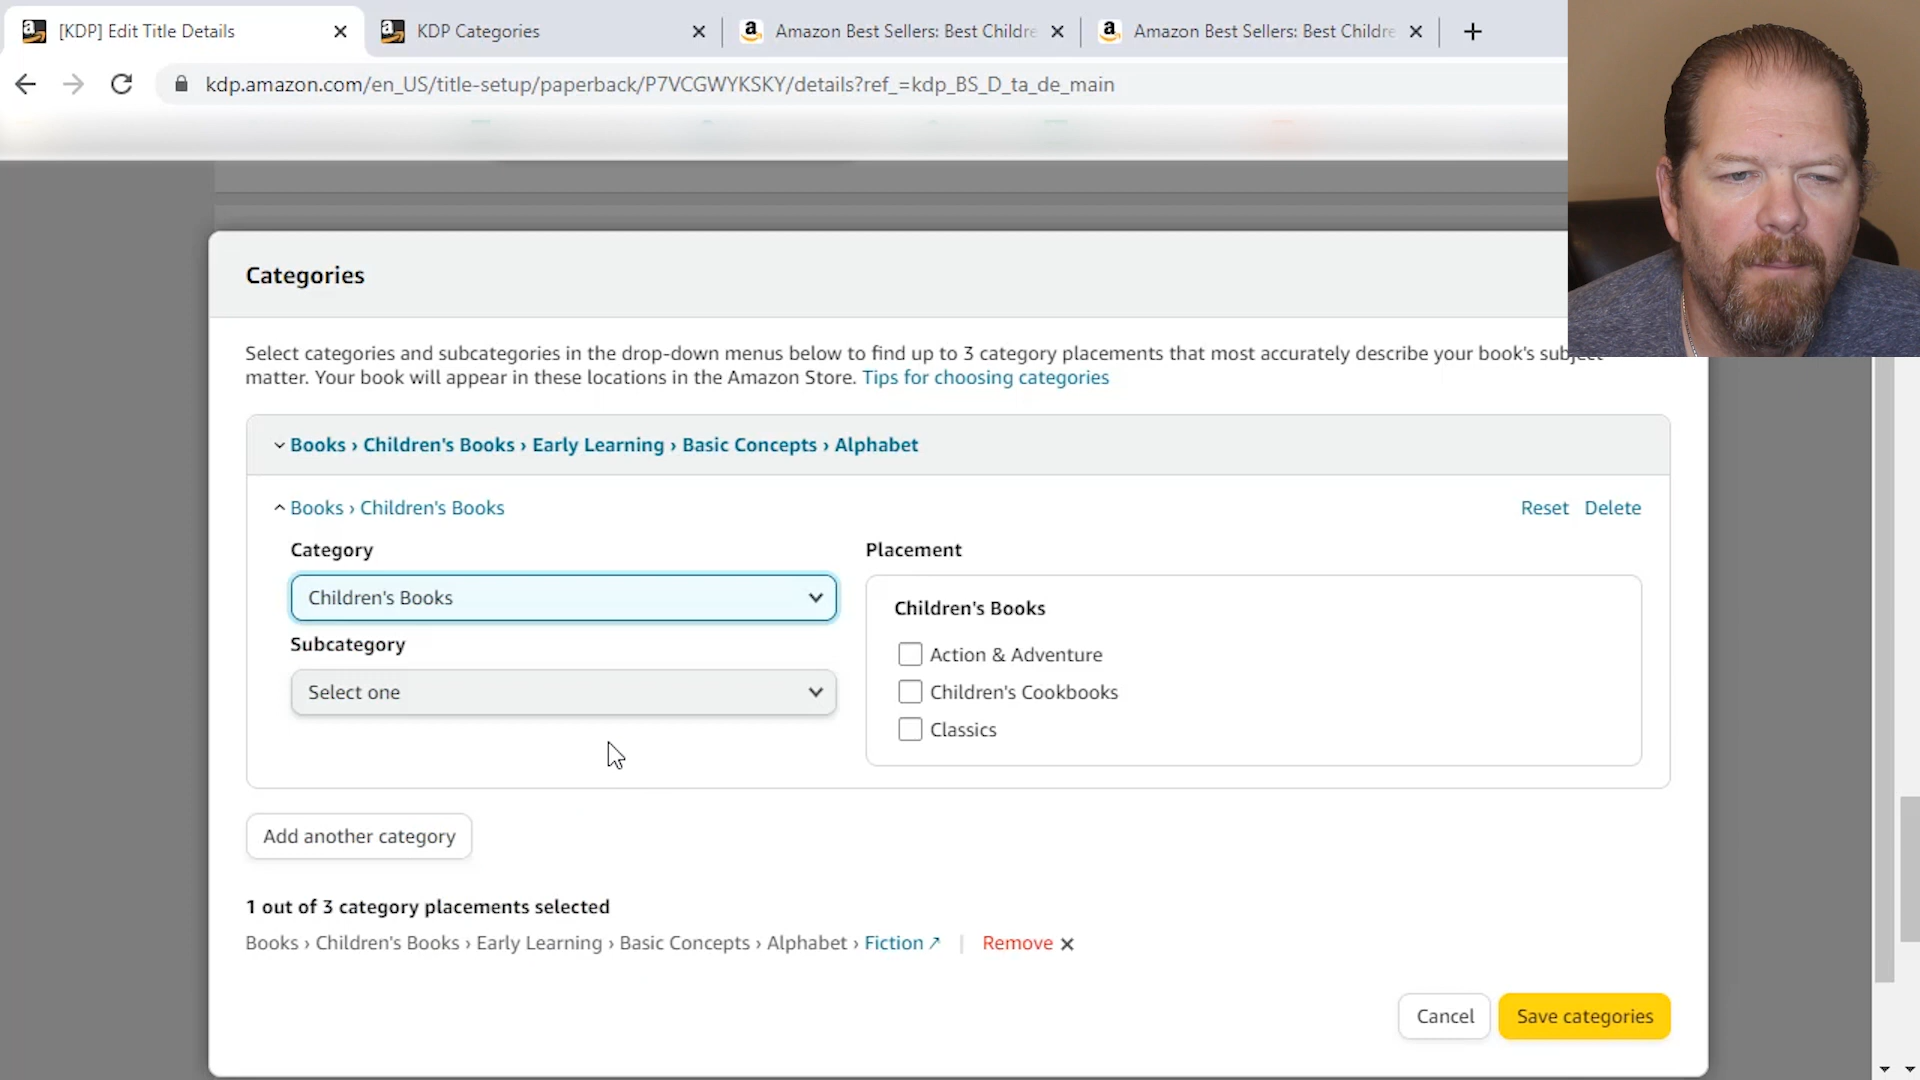 [KDP] Edit Title Details
KDP Categories
Amazon Best Sellers: Best Childre
Amazon Best Sellers: Best Childre
kdp.amazon.com/en_US/title-setup/paperback/P7VCGWYKSKY/details?ref_=kdp_BS_D_ta_de_main
Categories
Select categories and subcategories in the drop-down menus below to find up to 3 category placements that most accurately describe your book's subject
matter. Your book will appear in these locations in the Amazon Store. Tips for choosing categories
Books › Children's Books › Early Learning › Basic Concepts › Alphabet
Books › Children's Books
Reset Delete
Category
Children's Books
Subcategory
Select one
Placement
Children's Books
Action & Adventure
Children's Cookbooks
Classics
Add another category
1 out of 3 category placements selected
Books › Children's Books › Early Learning › Basic Concepts › Alphabet › Fiction | Remove
Cancel
Save categories